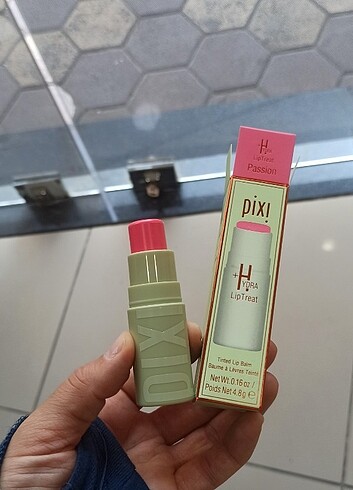 +Hydra
LipTreat
Passion
pixi
+HYDRA
LipTreat
Tinted Lip Balm
Baume à Lèvres Teinté
Net Wt. 0.16 oz /
Poids Net 4.8g ℮
PIXI